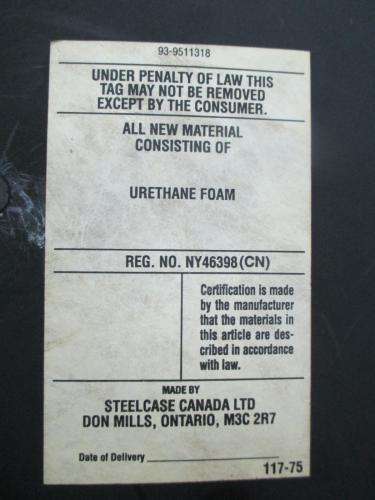 93-9511318
UNDER PENALTY OF LAW THIS
TAG MAY NOT BE REMOVED
EXCEPT BY THE CONSUMER.
ALL NEW MATERIAL
CONSISTING OF
URETHANE FOAM
REG. NO. NY46398(CN)
Certification is made
by the manufacturer
that the materials in
this article are des-
cribed in accordance
with law.
MADE BY
STEELCASE CANADA LTD
DON MILLS, ONTARIO, M3C 2R7
Date of Delivery
117-75